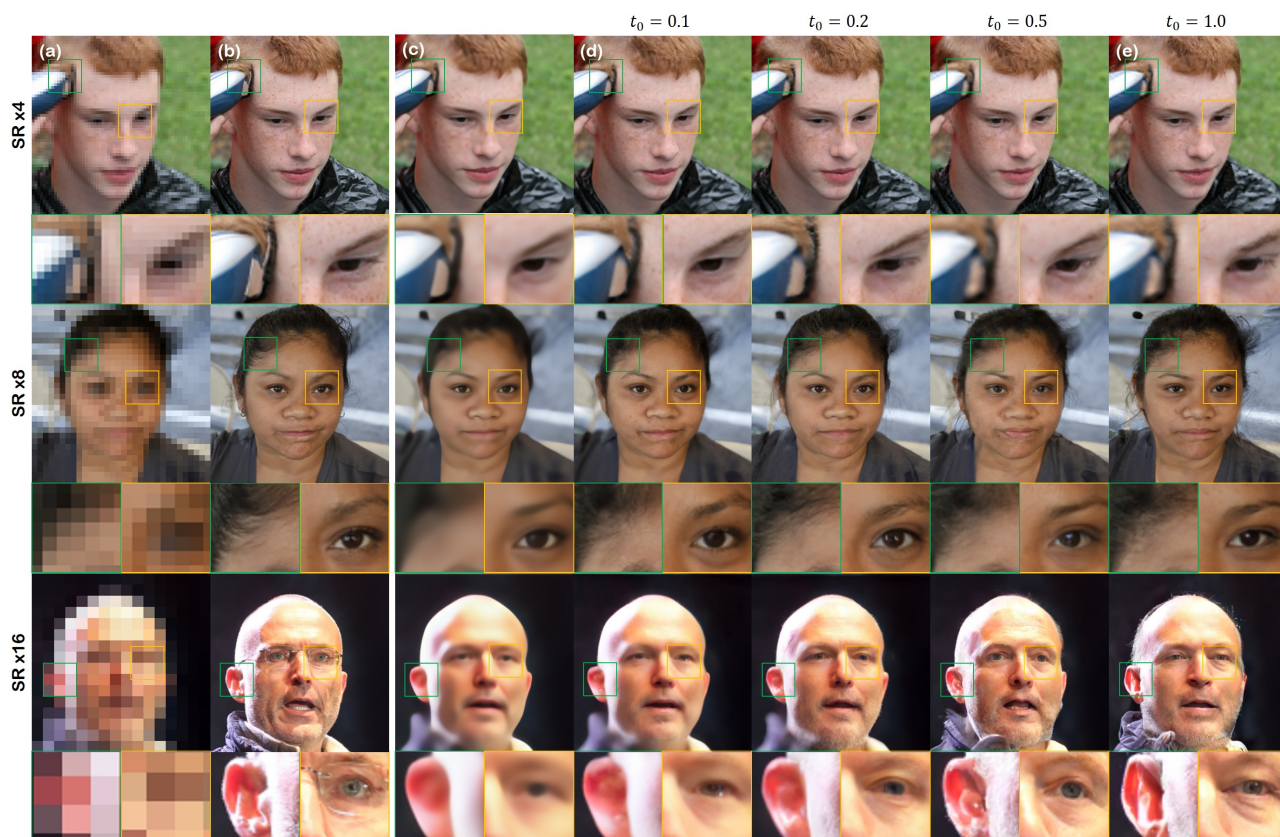 t₀ = 0.1 t₀ = 0.2 t₀ = 0.5 t₀ = 1.0
(a) (b) (c) (d) (e)
SR x4
SR x8
SR x16